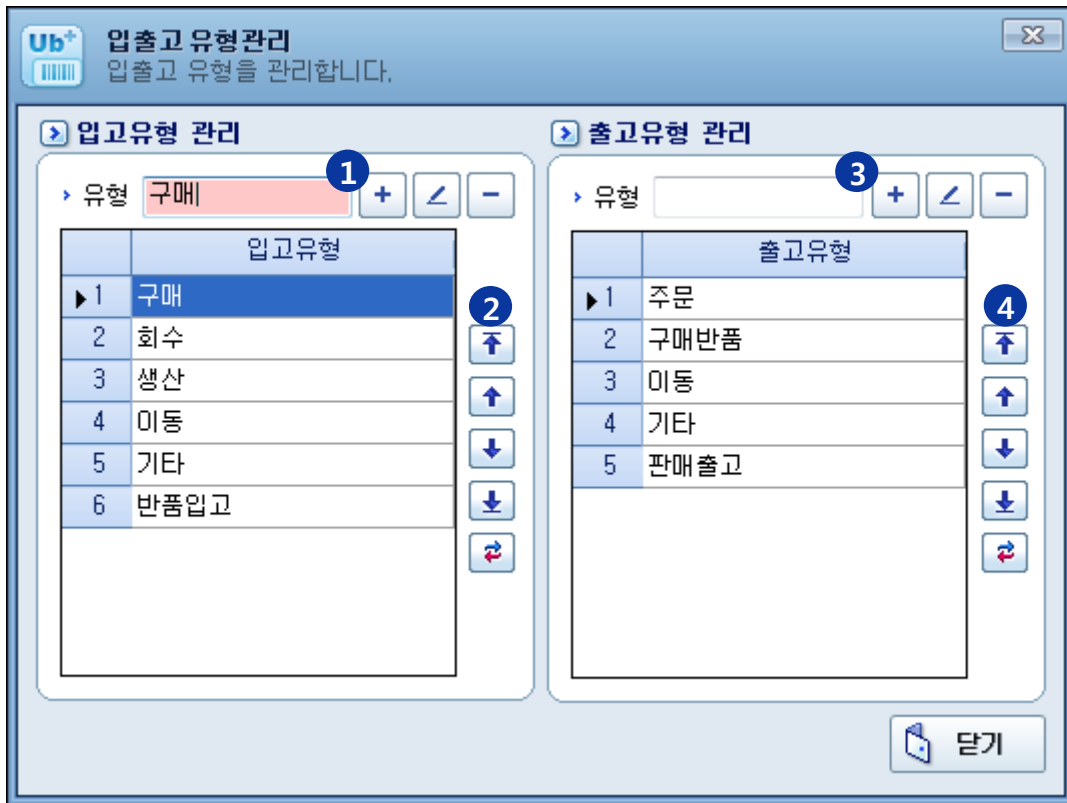 Ub+
입출고 유형관리
입출고 유형을 관리합니다.
입고유형 관리
1
유형 구매
입고유형
1 구매
2 회수
3 생산
4 이동
5 기타
6 반품입고
2
출고유형 관리
3
유형
출고유형
1 주문
2 구매반품
3 이동
4 기타
5 판매출고
4
닫기